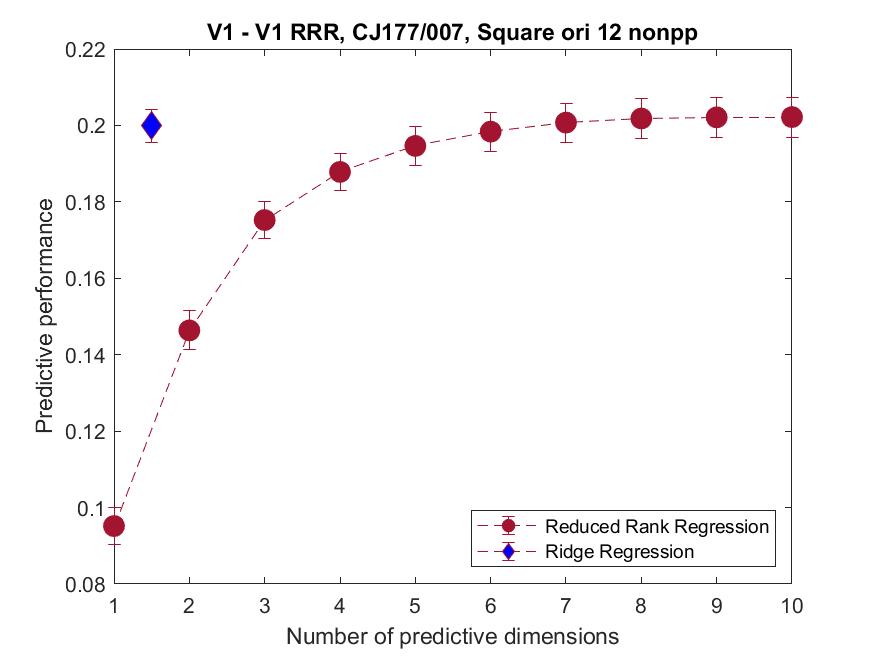 V1 - V1 RRR, CJ177/007, Square ori 12 nonpp
0.22
0.2
0.18
0.16
0.14
0.12
0.1
0.08
Predictive performance
1 2 3 4 5 6 7 8 9 10
Number of predictive dimensions
Reduced Rank Regression
Ridge Regression